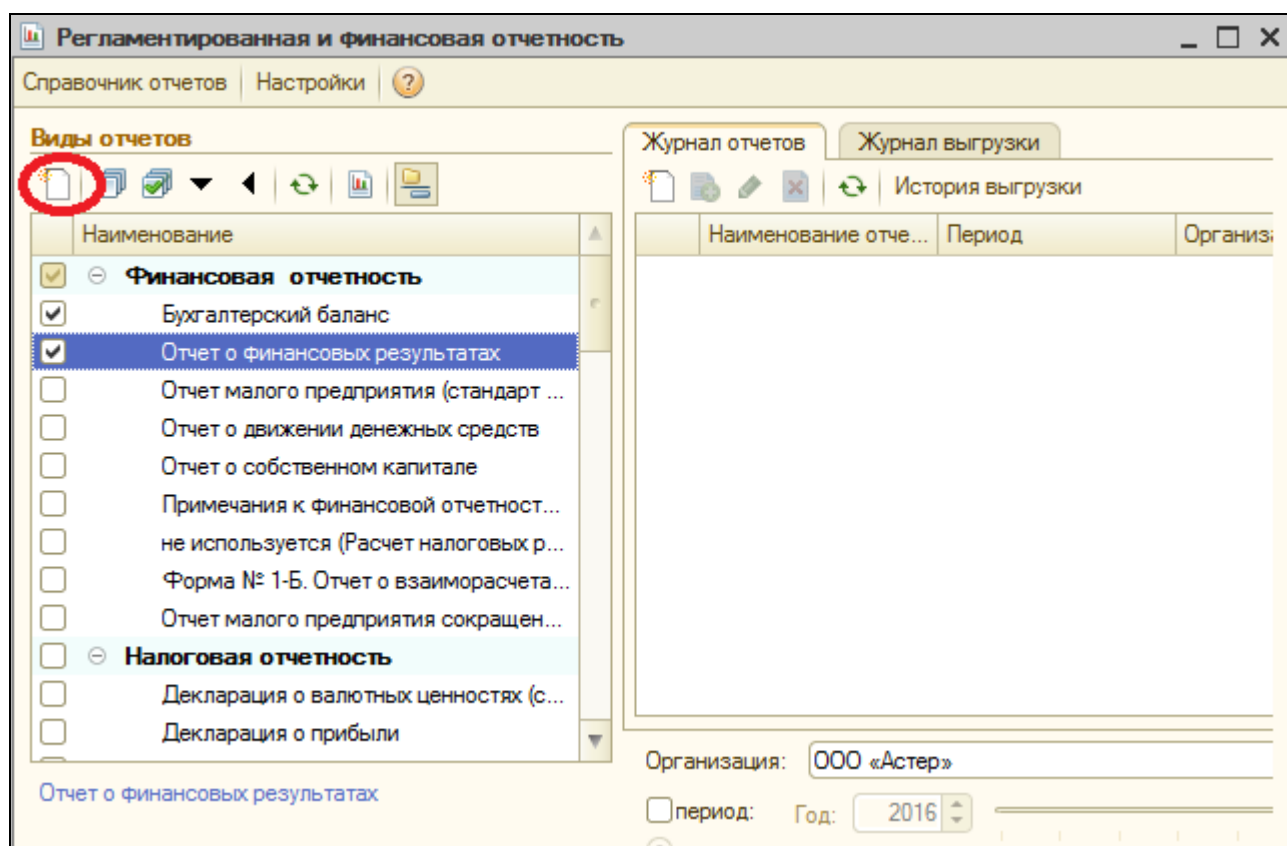 Регламентированная и финансовая отчетность
Справочник отчетов Настройки ?
Виды отчетов
Наименование
Финансовая отчетность
Бухгалтерский баланс
Отчет о финансовых результатах
Отчет малого предприятия (стандарт ...
Отчет о движении денежных средств
Отчет о собственном капитале
Примечания к финансовой отчетност...
не используется (Расчет налоговых р...
Форма № 1-Б. Отчет о взаиморасчета...
Отчет малого предприятия сокращен...
Налоговая отчетность
Декларация о валютных ценностях (с...
Декларация о прибыли
Отчет о финансовых результатах
Журнал отчетов Журнал выгрузки
История выгрузки
Наименование отче... Период Организа
Организация: ООО «Астер»
период: Год: 2016